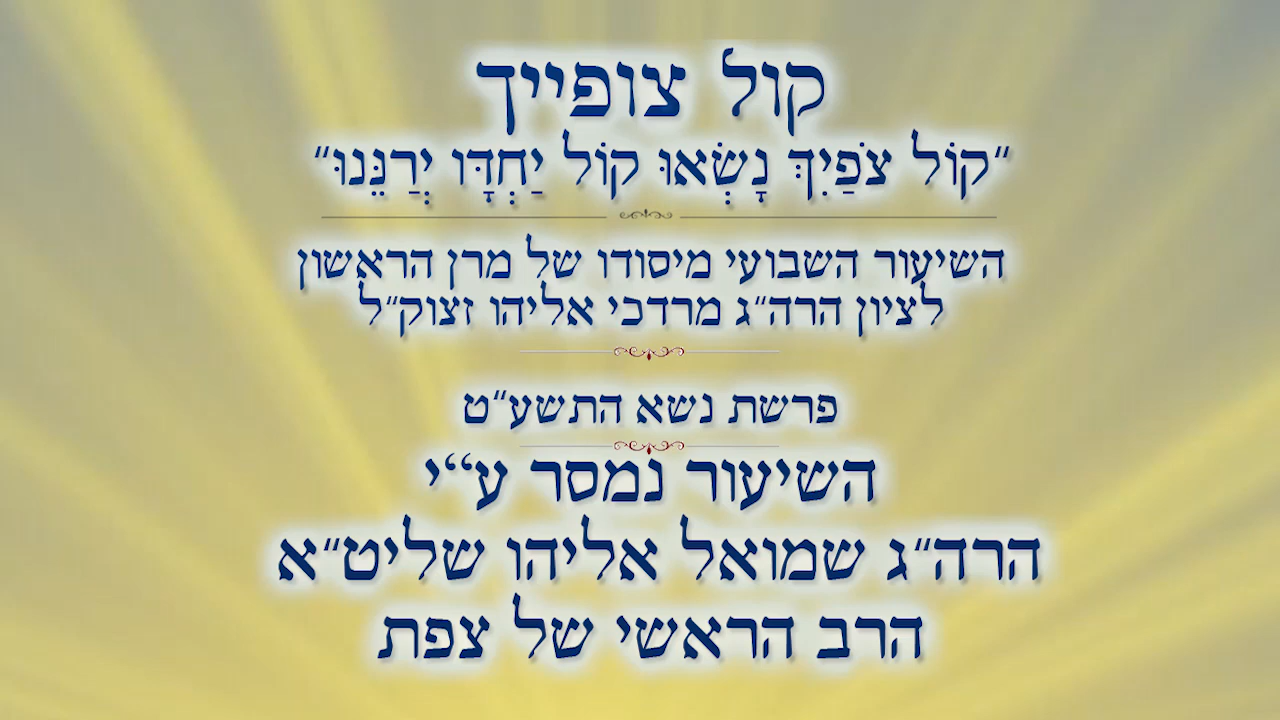 קול צופייך
"קוֹל צֹפַיִךְ נָשְׂאוּ קוֹל יַחְדָּו יְרַנֵּנוּ"
השיעור השבועי מיסודו של מרן הראשון
לציון הרה״ג מרדכי אליהו זצוק״ל
פרשת נשא התשע״ט
השיעור נמסר ע״י
הרה״ג שמואל אליהו שליט״א
הרב הראשי של צפת